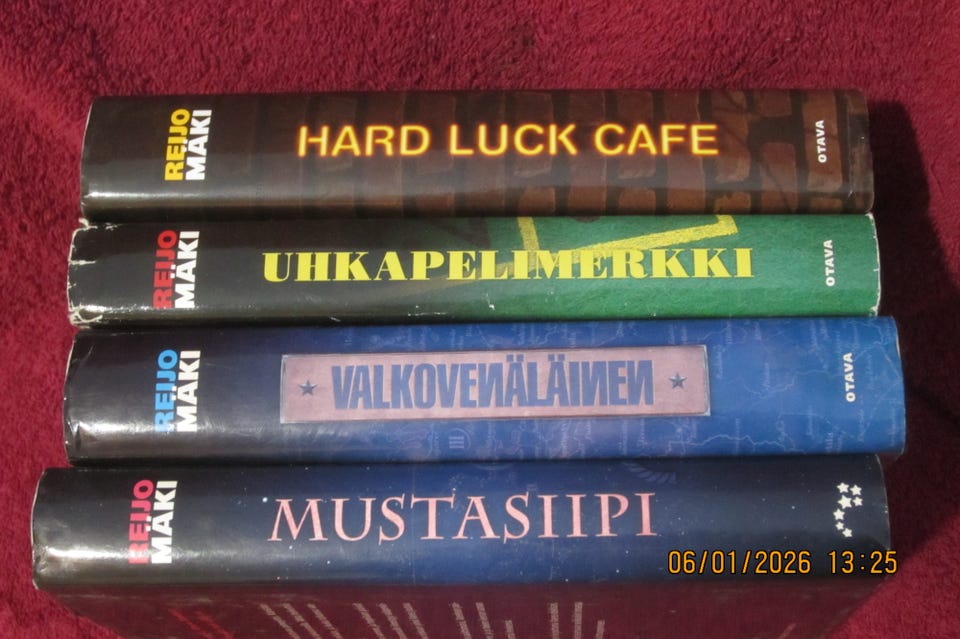 REIJO
MÄKI
HARD LUCK CAFE
OTAVA
REIJO
MÄKI
UHKAPELIMERKKI
OTAVA
REIJO
MÄKI
VALKOVENÄLÄINEN
OTAVA
REIJO
MÄKI
MUSTASIIPI
06/01/2026 13:25